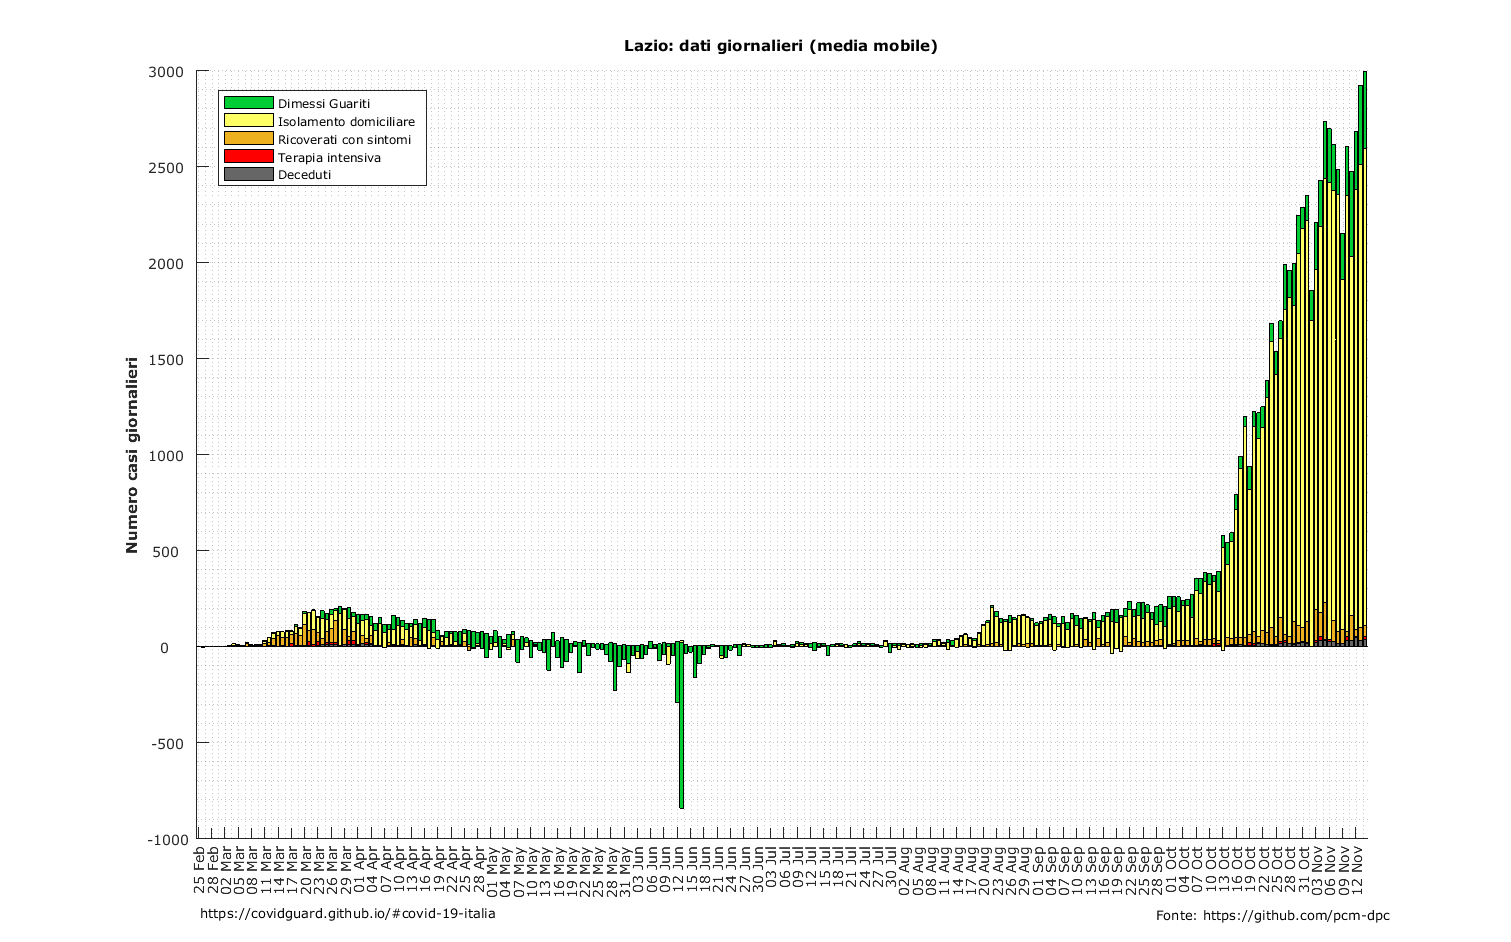 Lazio: dati giornalieri (media mobile)
Numero casi giornalieri
3000
2500
2000
1500
1000
500
0
-500
-1000
Dimessi Guariti
Isolamento domiciliare
Ricoverati con sintomi
Terapia intensiva
Deceduti
25 Feb
28 Feb
02 Mar
05 Mar
08 Mar
11 Mar
14 Mar
17 Mar
20 Mar
23 Mar
26 Mar
29 Mar
01 Apr
04 Apr
07 Apr
10 Apr
13 Apr
16 Apr
19 Apr
22 Apr
25 Apr
28 Apr
01 May
04 May
07 May
10 May
13 May
16 May
19 May
22 May
25 May
28 May
31 May
03 Jun
06 Jun
09 Jun
12 Jun
15 Jun
18 Jun
21 Jun
24 Jun
27 Jun
30 Jun
03 Jul
06 Jul
09 Jul
12 Jul
15 Jul
18 Jul
21 Jul
24 Jul
27 Jul
30 Jul
02 Aug
05 Aug
08 Aug
11 Aug
14 Aug
17 Aug
20 Aug
23 Aug
26 Aug
29 Aug
01 Sep
04 Sep
07 Sep
10 Sep
13 Sep
16 Sep
19 Sep
22 Sep
25 Sep
28 Sep
01 Oct
04 Oct
07 Oct
10 Oct
13 Oct
16 Oct
19 Oct
22 Oct
25 Oct
28 Oct
31 Oct
03 Nov
06 Nov
09 Nov
12 Nov
https://covidguard.github.io/#covid-19-italia
Fonte: https://github.com/pcm-dpc